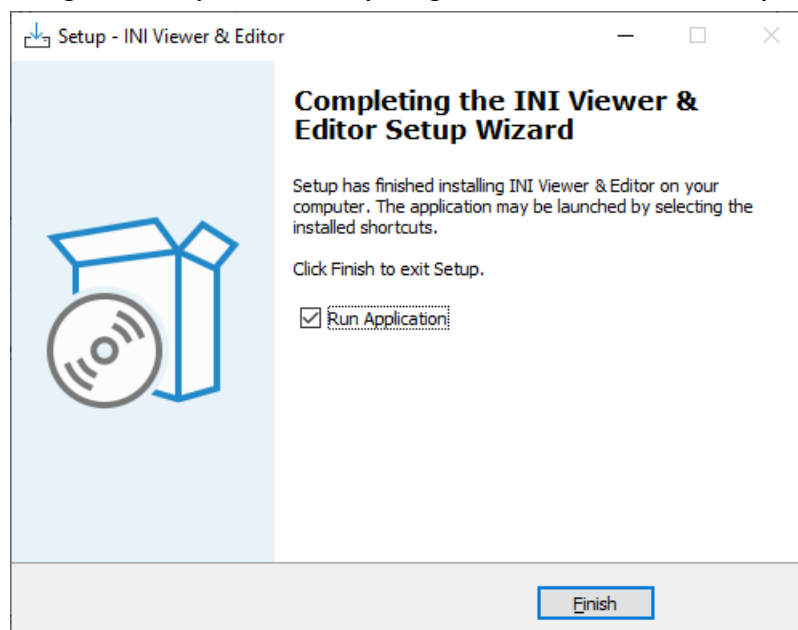 Setup - INI Viewer & Editor
Completing the INI Viewer &
Editor Setup Wizard
Setup has finished installing INI Viewer & Editor on your
computer. The application may be launched by selecting the
installed shortcuts.
Click Finish to exit Setup.
Run Application
Finish